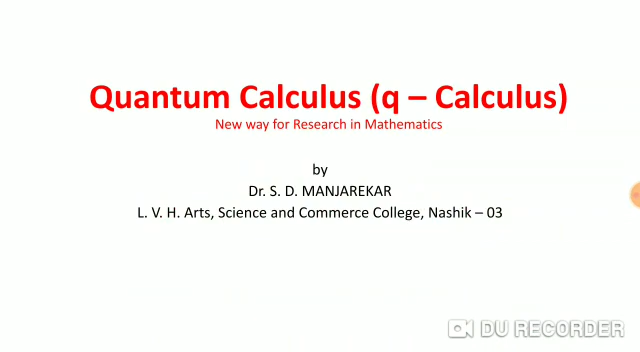 Quantum Calculus (q – Calculus)
New way for Research in Mathematics
by
Dr. S. D. MANJAREKAR
L. V. H. Arts, Science and Commerce College, Nashik – 03
DU RECORDER